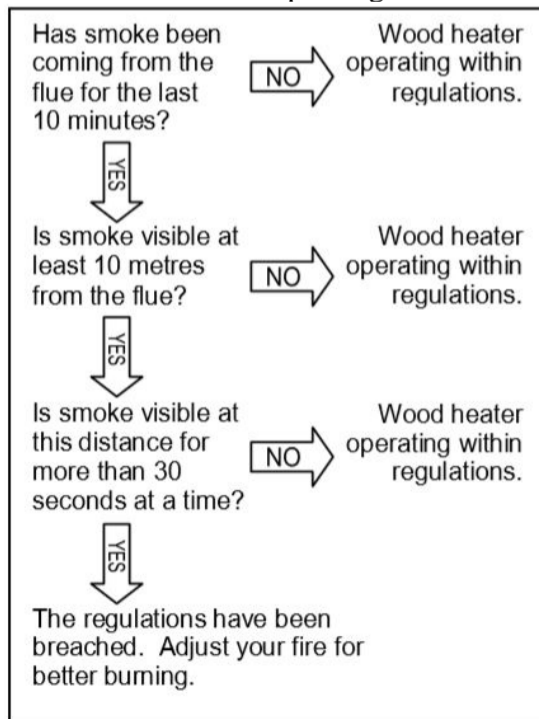 Has smoke been
coming from the
flue for the last
10 minutes?
NO
Wood heater
operating within
regulations.
YES
Is smoke visible at
least 10 metres
from the flue?
NO
Wood heater
operating within
regulations.
YES
Is smoke visible at
this distance for
more than 30
seconds at a time?
NO
Wood heater
operating within
regulations.
YES
The regulations have been
breached.  Adjust your fire for
better burning.